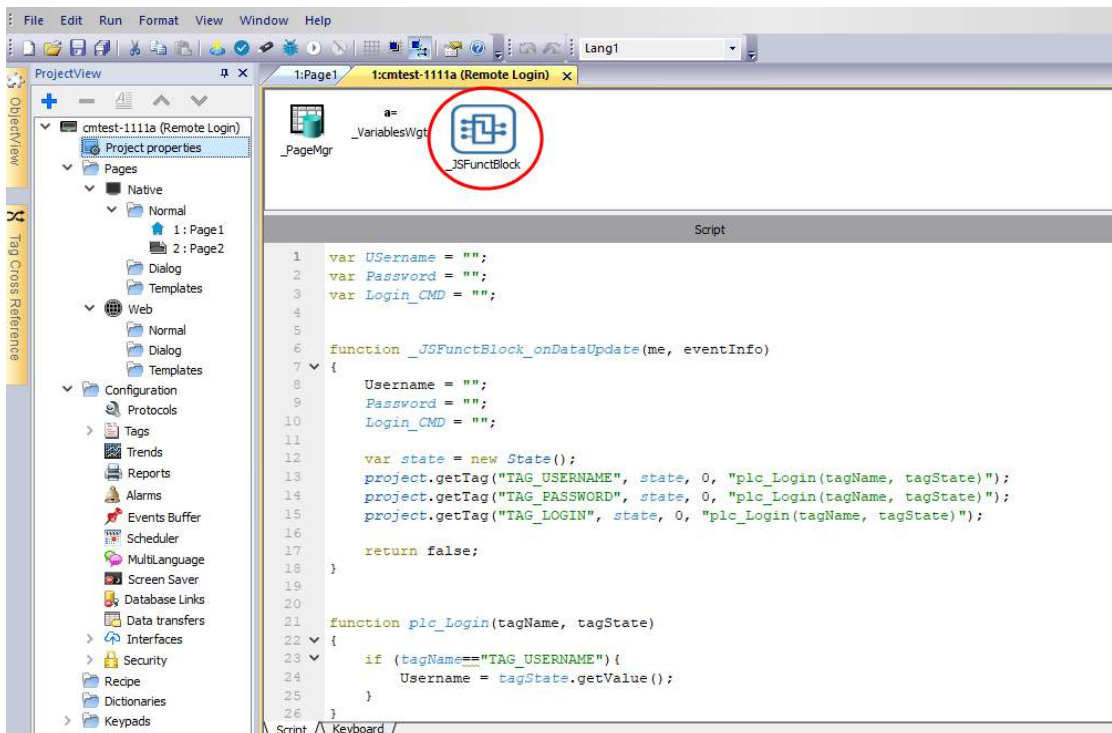 File Edit Run Format View Window Help
Lang1
ProjectView
1:Page1
1:cmtest-1111a (Remote Login)
ObjectView
Tag Cross Reference
cmtest-1111a (Remote Login)
Project properties
Pages
Native
Normal
1 : Page1
2 : Page2
Dialog
Templates
Web
Normal
Dialog
Templates
Configuration
Protocols
Tags
Trends
Reports
Alarms
Events Buffer
Scheduler
MultiLanguage
Screen Saver
Database Links
Data transfers
Interfaces
Security
Recipe
Dictionaries
Keypads
_PageMgr
a=
_VariablesWgt
_JSFunctBlock
Script
1 var USername = "";
2 var Password = "";
3 var Login_CMD = "";
4
5
6 function _JSFunctBlock_onDataUpdate(me, eventInfo)
7 {
8 Username = "";
9 Password = "";
10 Login_CMD = "";
11
12 var state = new State();
13 project.getTag("TAG_USERNAME", state, 0, "plc_Login(tagName, tagState)");
14 project.getTag("TAG_PASSWORD", state, 0, "plc_Login(tagName, tagState)");
15 project.getTag("TAG_LOGIN", state, 0, "plc_Login(tagName, tagState)");
16
17 return false;
18 }
19
20
21 function plc_Login(tagName, tagState)
22 {
23 if (tagName=="TAG_USERNAME"){
24 Username = tagState.getValue();
25 }
26 }
Script Keyboard